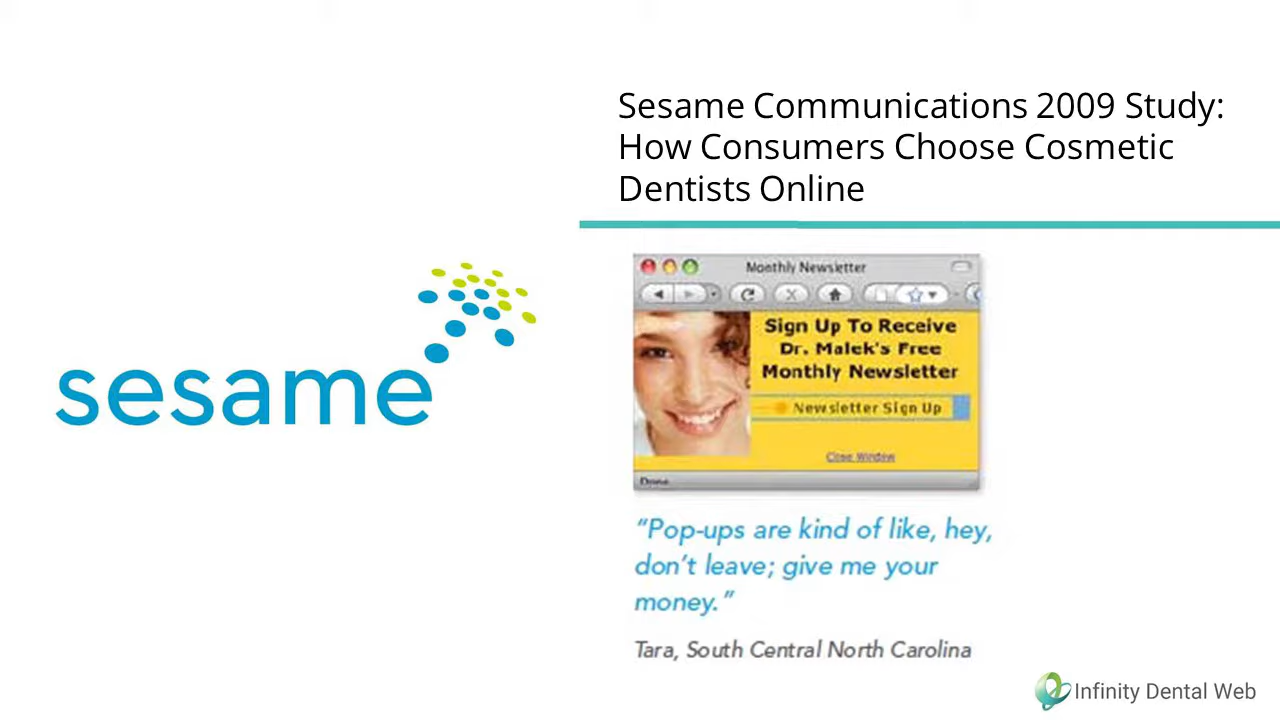 Sesame Communications 2009 Study:
How Consumers Choose Cosmetic
Dentists Online
sesame
Monthly Newsletter
Sign Up To Receive
Dr. Malek's Free
Monthly Newsletter
Newsletter Sign Up
Close Window
Done
“Pop-ups are kind of like, hey,
don’t leave; give me your
money.”
Tara, South Central North Carolina
Infinity Dental Web